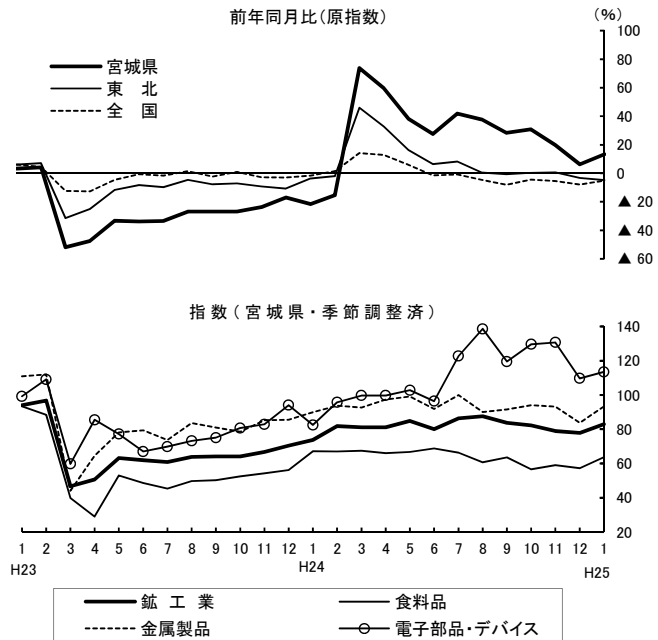 前年同月比(原指数)
(%)
宮城県
東 北
全 国
100
80
60
40
20
0
▲ 20
▲ 40
▲ 60
指 数 ( 宮 城 県 ・ 季 節 調 整 済 )
140
120
100
80
60
40
20
1 2 3 4 5 6 7 8 9 10 11 12 1 2 3 4 5 6 7 8 9 10 11 12 1
H23 H24 H25
鉱 工 業 食料品
金属製品 電子部品・デバイス